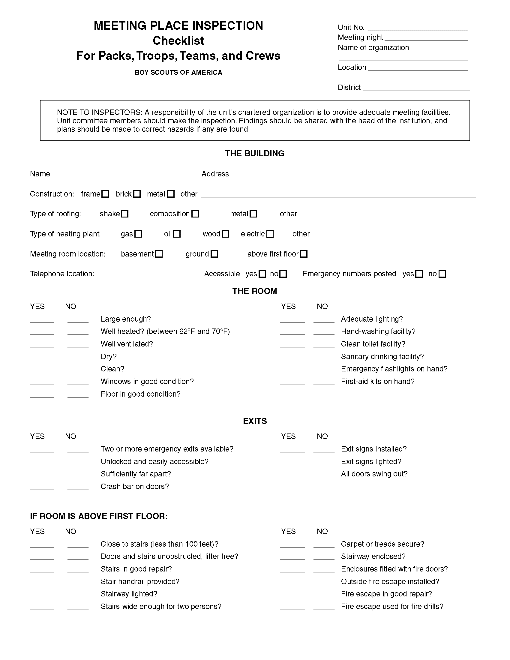 MEETING PLACE INSPECTION
Checklist
For Packs, Troops, Teams, and Crews
BOY SCOUTS OF AMERICA
Unit No.
Meeting night
Name of organization
Location
District
NOTE TO INSPECTORS: A responsibility of the unit's chartered organization is to provide adequate meeting facilities.
Unit committee members should make the inspection. Findings should be shared with the head of the institution, and
plans should be made to correct hazards if any are found.
THE BUILDING
Name Address
Construction: frame brick metal other
Type of roofing: shake composition metal other
Type of heating plant: gas oil wood electric other
Meeting room location: basement ground above first floor
Telephone location: Accessible yes no Emergency numbers posted yes no
THE ROOM
YES NO YES NO
Large enough? Adequate lighting?
Well heated? (between 62°F and 70°F) Hand-washing facility?
Well ventilated? Clean toilet facility?
Dry? Sanitary drinking facility?
Clean? Emergency flashlights on hand?
Windows in good condition? First-aid kits on hand?
Floor in good condition?
EXITS
YES NO YES NO
Two or more emergency exits available? Exit signs installed?
Unlocked and easily accessible? Exit signs lighted?
Sufficiently far apart? All doors swing out?
Crash bar on doors?
IF ROOM IS ABOVE FIRST FLOOR:
YES NO YES NO
Close to stairs (less than 100 feet)? Carpet or treads secure?
Doors and stairs unobstructed, litter free? Stairway enclosed?
Stairs in good repair? Enclosures fitted with fire doors?
Stair handrail provided? Outside fire escape installed?
Stairway lighted? Fire escape in good repair?
Stairs wide enough for two persons? Fire escape used for fire drills?